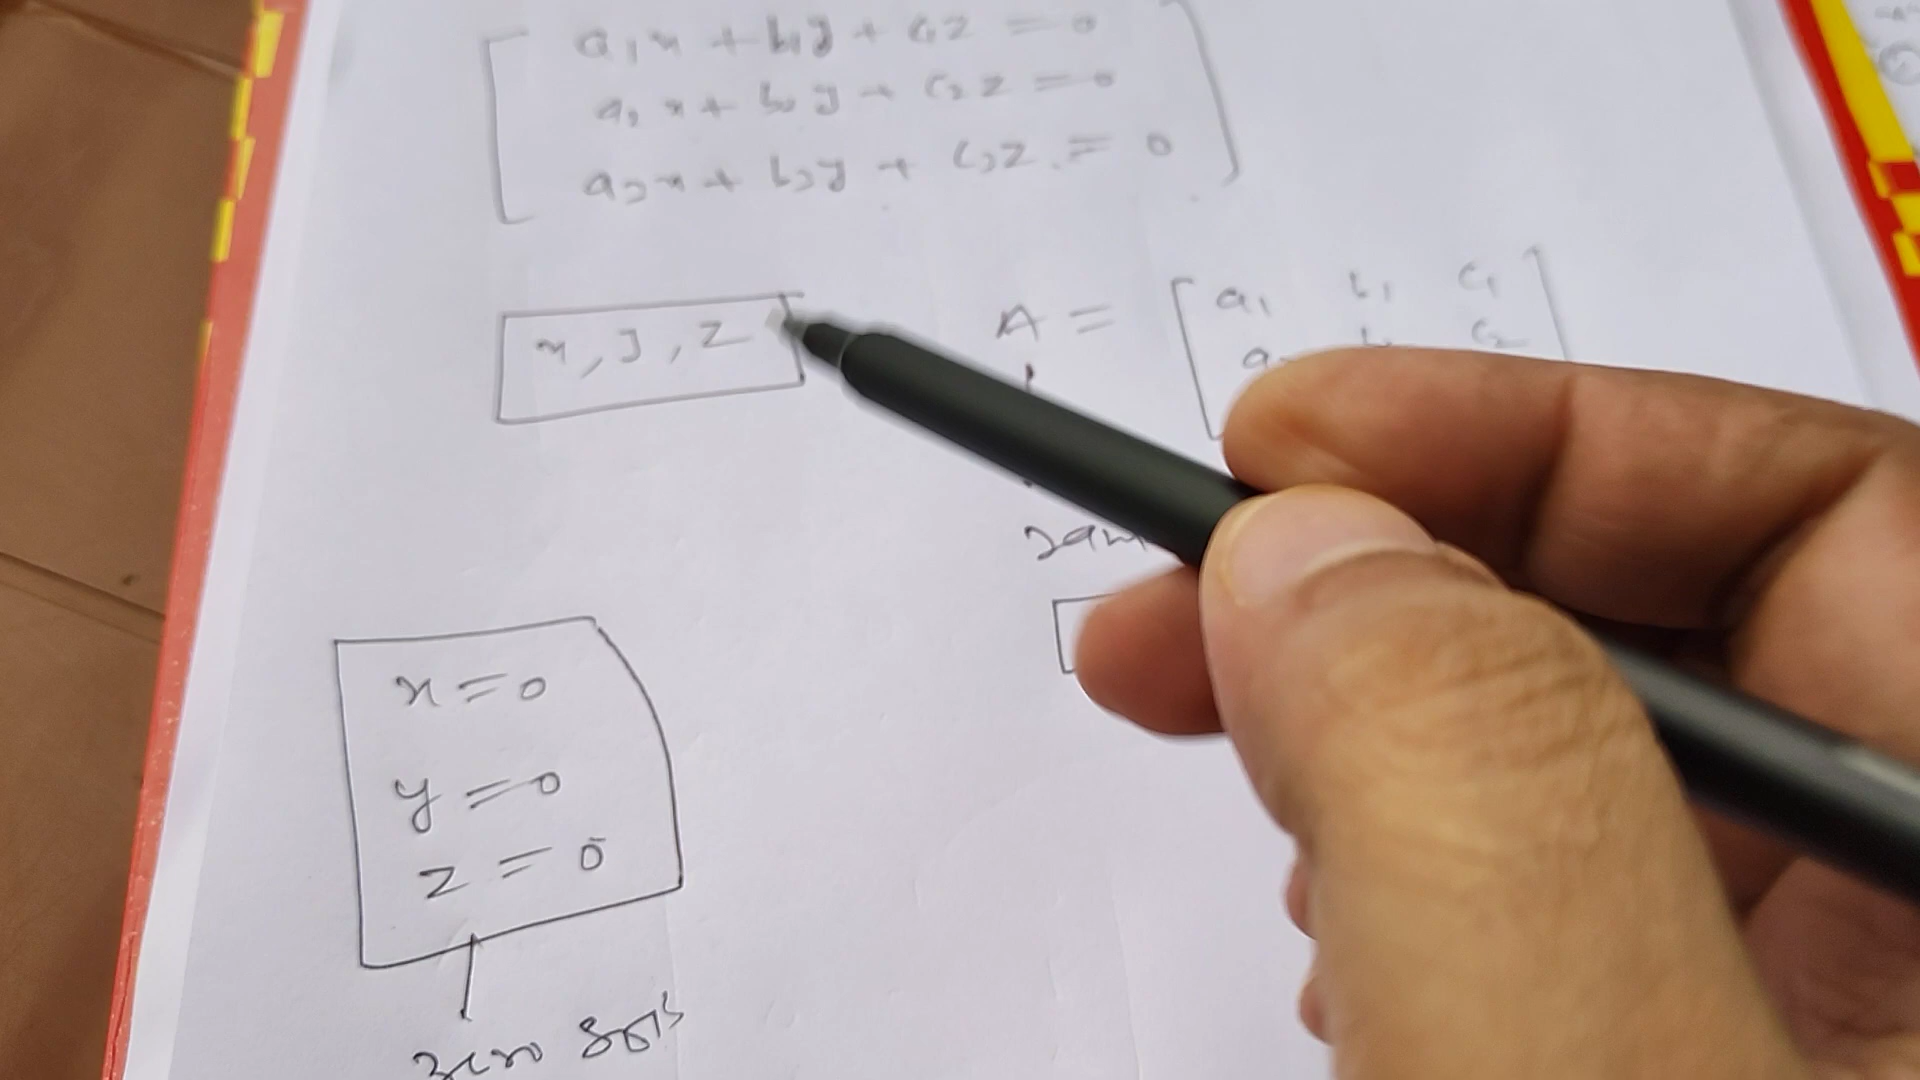 a₁x + b₁y + c₁z = 0
a₂x + b₂y + c₂z = 0
a₃x + b₃y + c₃z = 0
x, y, z
A = [ a₁ b₁ c₁
c₂
x = 0
y = 0
z = 0
zero